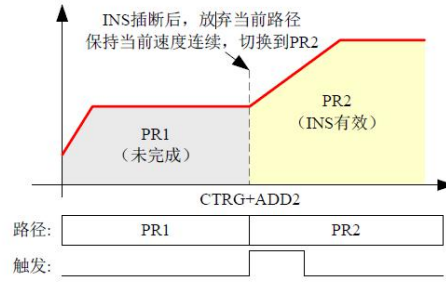 INS插断后，放弃当前路径
保持当前速度连续，切换到PR2
PR1
（未完成）
PR2
（INS有效）
CTRG+ADD2
路径:
PR1
PR2
触发: